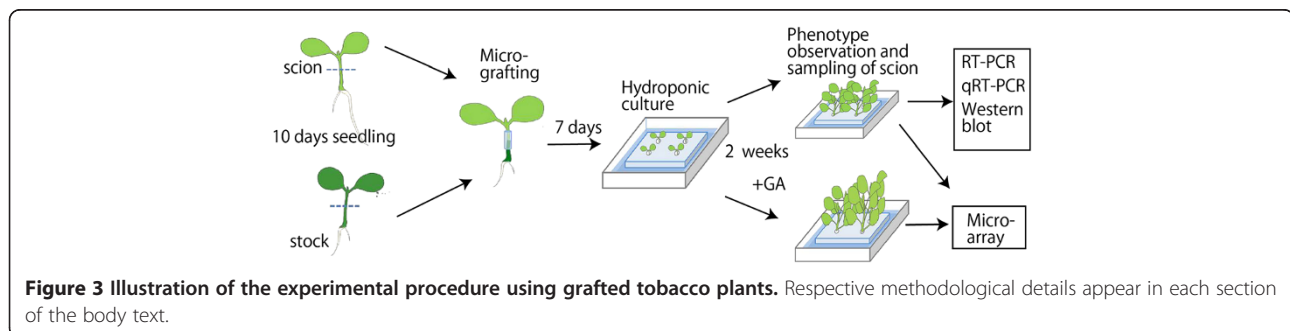 scion
10 days seedling
stock
Micro-
grafting
7 days
Hydroponic
culture
2 weeks
+GA
Phenotype
observation and
sampling of scion
RT-PCR
qRT-PCR
Western
blot
Micro-
array
Figure 3 Illustration of the experimental procedure using grafted tobacco plants. Respective methodological details appear in each section
of the body text.